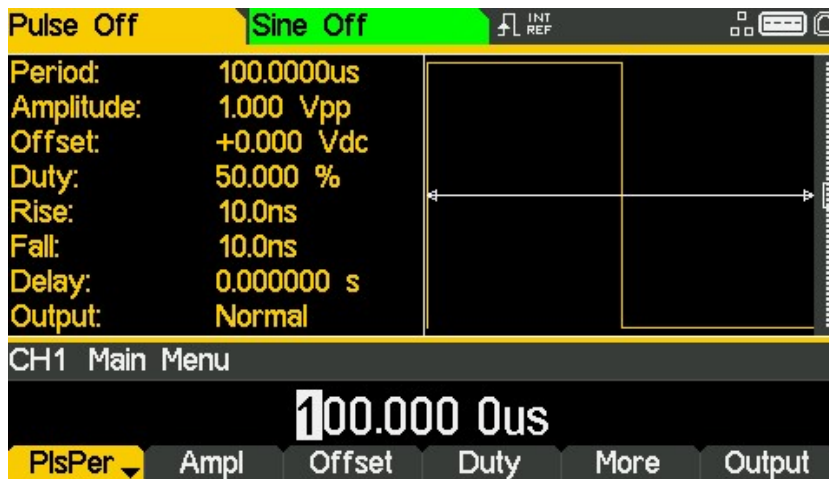 Pulse Off
Sine Off
INT
REF
Period: 100.0000us
Amplitude: 1.000 Vpp
Offset: +0.000 Vdc
Duty: 50.000 %
Rise: 10.0ns
Fall: 10.0ns
Delay: 0.000000 s
Output: Normal
CH1 Main Menu
100.000 0us
PlsPer Ampl Offset Duty More Output